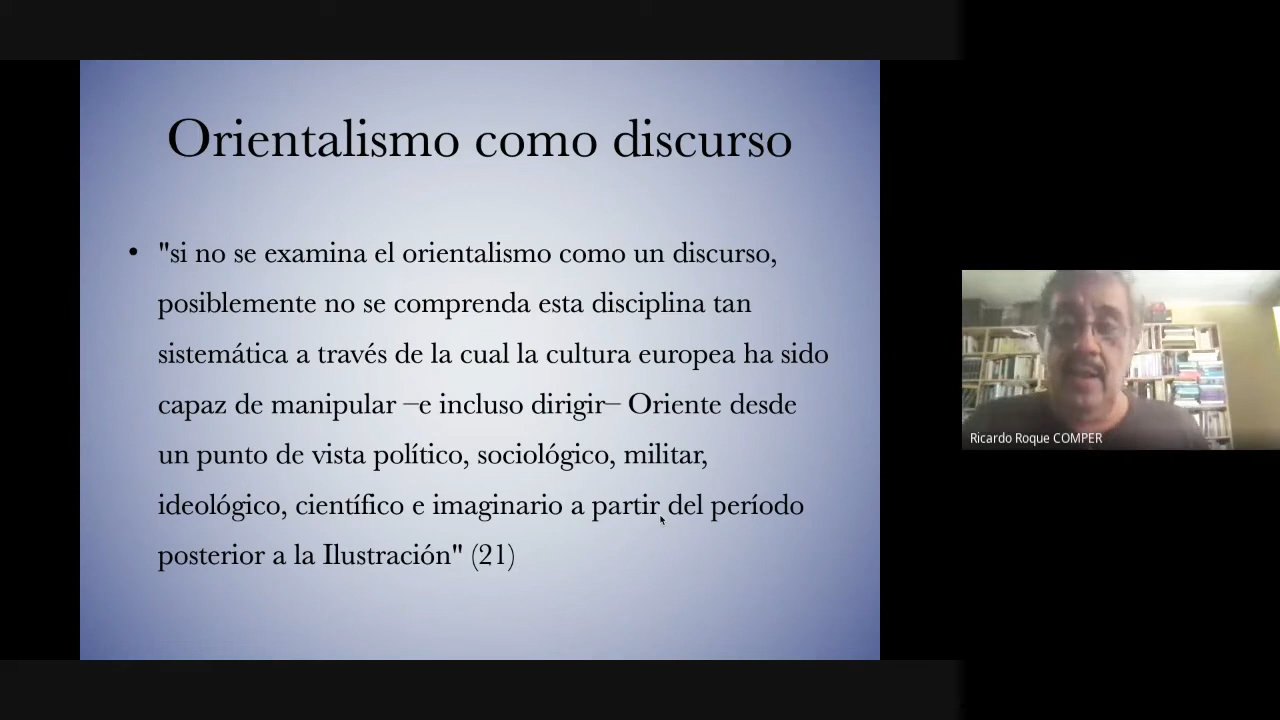 Orientalismo como discurso
• "si no se examina el orientalismo como un discurso,
posiblemente no se comprenda esta disciplina tan
sistemática a través de la cual la cultura europea ha sido
capaz de manipular –e incluso dirigir– Oriente desde
un punto de vista político, sociológico, militar,
ideológico, científico e imaginario a partir del período
posterior a la Ilustración" (21)
Ricardo Roque COMPER